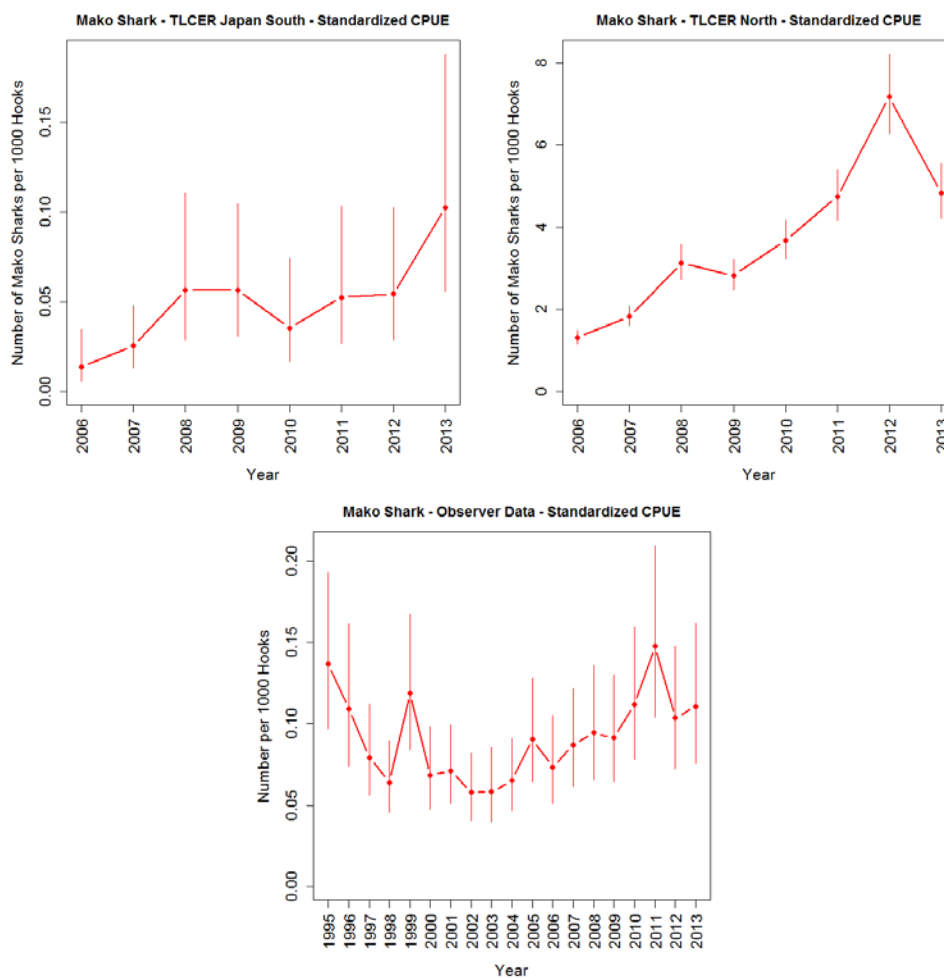 Mako Shark - TLCER Japan South - Standardized CPUE
Number of Mako Sharks per 1000 Hooks
0.00 0.05 0.10 0.15
2006 2007 2008 2009 2010 2011 2012 2013
Year
Mako Shark - TLCER North - Standardized CPUE
Number of Mako Sharks per 1000 Hooks
0 2 4 6 8
2006 2007 2008 2009 2010 2011 2012 2013
Year
Mako Shark - Observer Data - Standardized CPUE
Number per 1000 Hooks
0.00 0.05 0.10 0.15 0.20
1995 1996 1997 1998 1999 2000 2001 2002 2003 2004 2005 2006 2007 2008 2009 2010 2011 2012 2013
Year